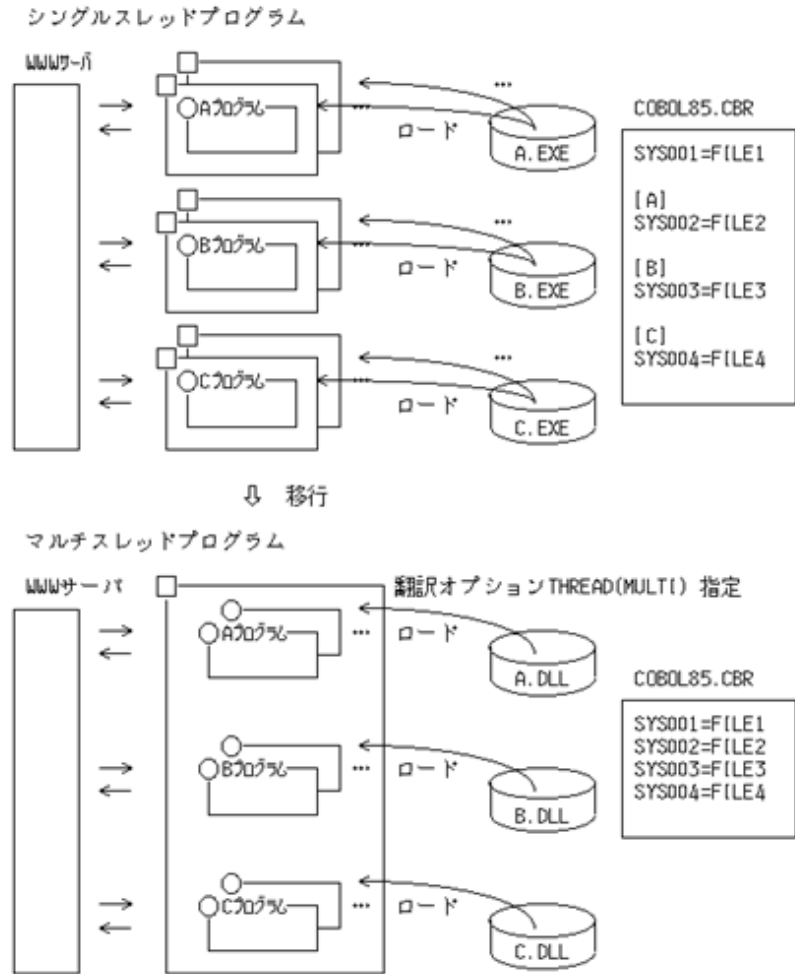 シングルスレッドプログラム
WWWサーバ
Aプログラム
…
…
ロード
A.EXE
COBOL85.CBR
SYS001=FILE1
[A]
SYS002=FILE2
[B]
SYS003=FILE3
[C]
SYS004=FILE4
Bプログラム
…
…
ロード
B.EXE
Cプログラム
…
…
ロード
C.EXE
⇩ 移行
マルチスレッドプログラム
WWWサーバ
翻訳オプションTHREAD(MULTI) 指定
Aプログラム
… ロード
A.DLL
COBOL85.CBR
SYS001=FILE1
SYS002=FILE2
SYS003=FILE3
SYS004=FILE4
Bプログラム
… ロード
B.DLL
Cプログラム
… ロード
C.DLL